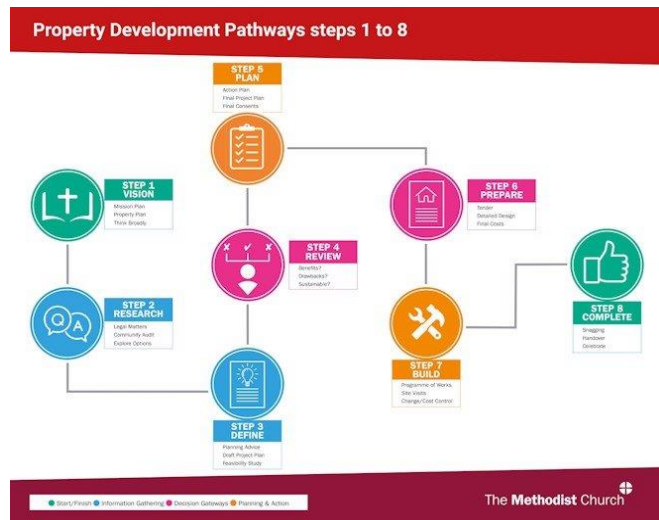 Property Development Pathways steps 1 to 8
STEP 1
VISION
Mission Plan
Property Plan
Think Broadly
STEP 2
RESEARCH
Legal Matters
Community Audit
Explore Options
Q A
STEP 3
DEFINE
Planning Advice
Draft Project Plan
Feasibility Study
STEP 4
REVIEW
Benefits?
Drawbacks?
Sustainable?
STEP 5
PLAN
Action Plan
Final Project Plan
Final Consents
STEP 6
PREPARE
Tender
Detailed Design
Final Costs
STEP 7
BUILD
Programme of Works
Site Visits
Change/Cost Control
STEP 8
COMPLETE
Snagging
Handover
Celebrate
Start/Finish Information Gathering Decision Gateways Planning & Action
The Methodist Church